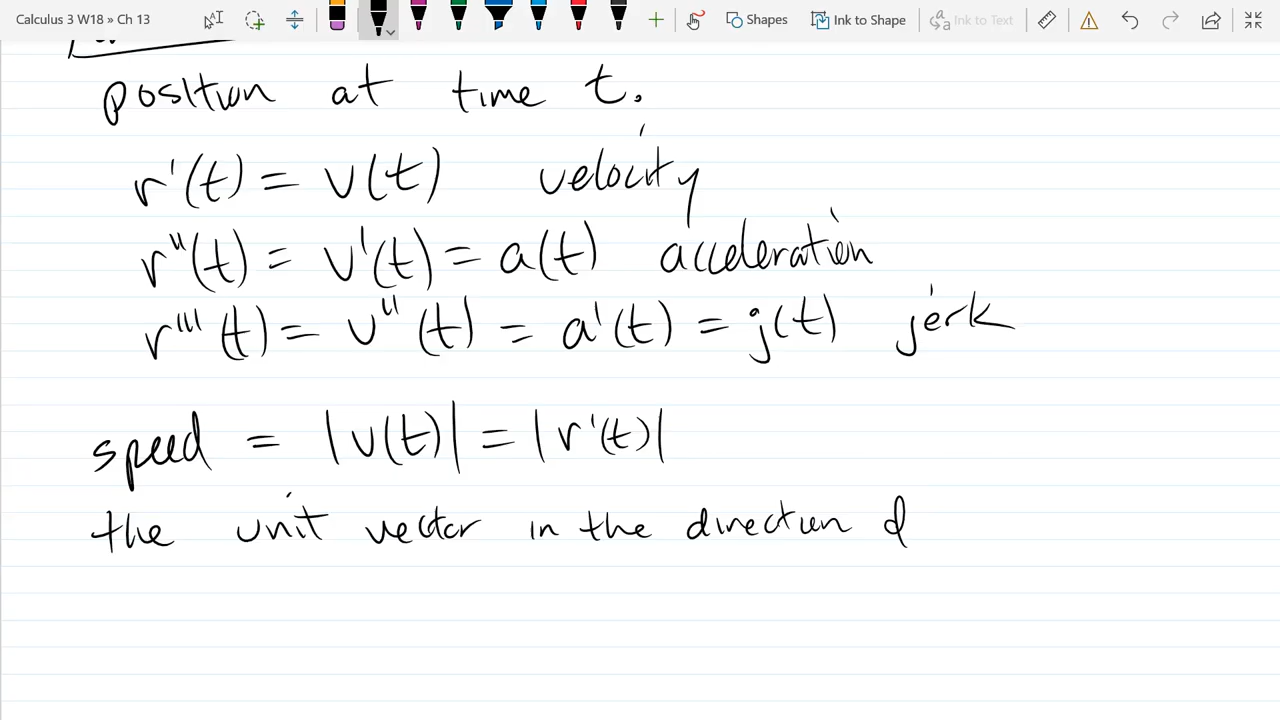 Calculus 3 W18 » Ch 13
Shapes
Ink to Shape
Ink to Text
position at time t.
r'(t) = v(t) velocity
r''(t) = v'(t) = a(t) acceleration
r'''(t) = v''(t) = a'(t) = j(t) jerk
speed = |v(t)| = |r'(t)|
the unit vector in the direction